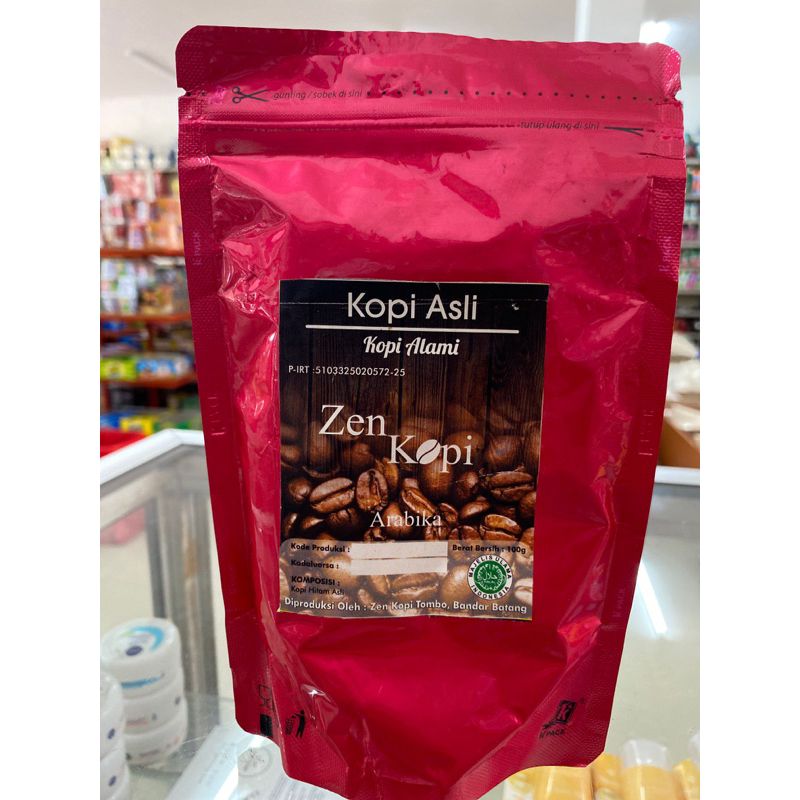 gunting / sobek di sini
tutup ulang di sini
Kopi Asli
Kopi Alami
P-IRT :5103325020572-25
Zen
Kopi
Arabika
Kode Produksi :
Berat Bersih : 100g
Kadaluarsa :
KOMPOSISI :
Kopi Hitam Asli
MAJELIS ULAMA
INDONESIA
Diproduksi Oleh : Zen Kopi Tombo, Bandar Batang
K PACK